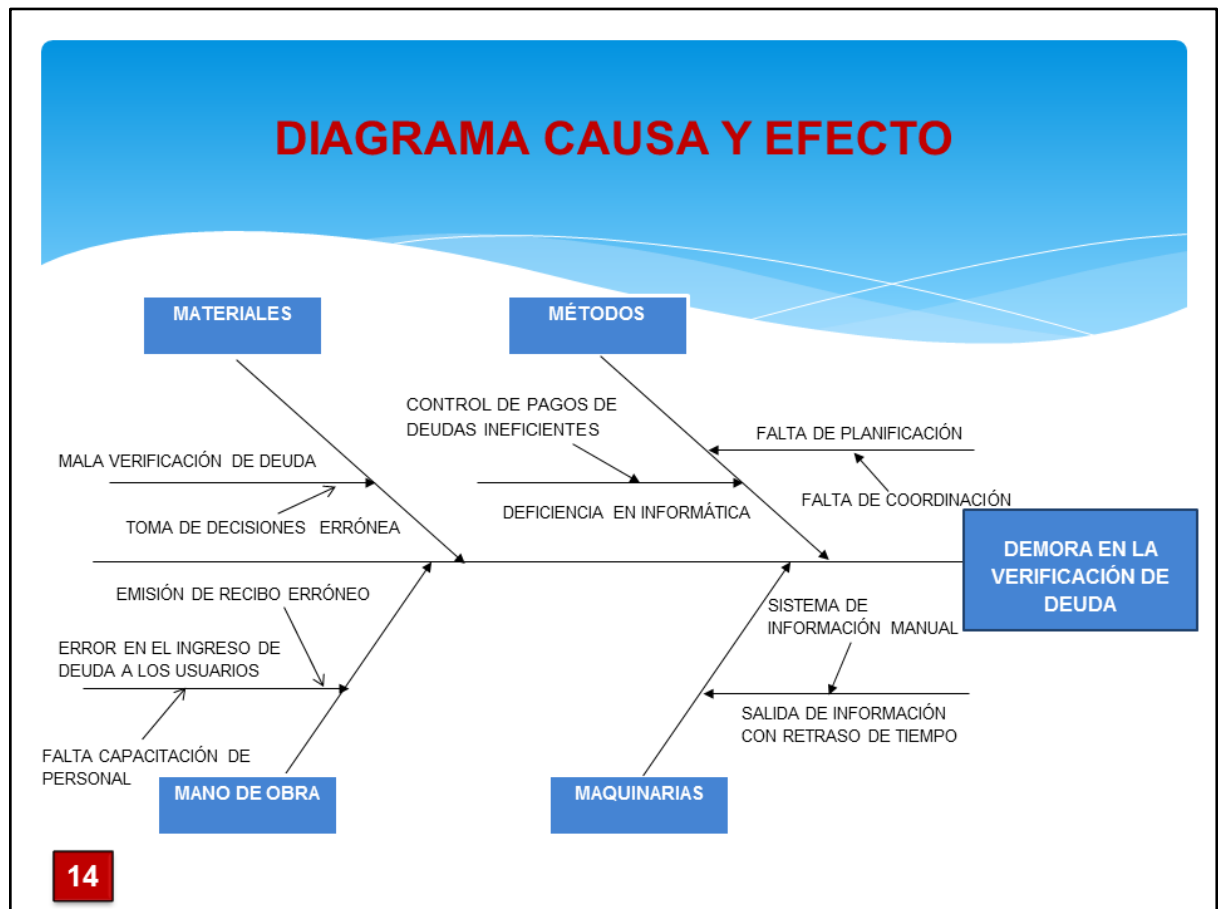 DIAGRAMA CAUSA Y EFECTO
MATERIALES
MÉTODOS
CONTROL DE PAGOS DE
DEUDAS INEFICIENTES
FALTA DE PLANIFICACIÓN
MALA VERIFICACIÓN DE DEUDA
FALTA DE COORDINACIÓN
TOMA DE DECISIONES ERRÓNEA
DEFICIENCIA EN INFORMÁTICA
DEMORA EN LA
VERIFICACIÓN DE
DEUDA
EMISIÓN DE RECIBO ERRÓNEO
SISTEMA DE
INFORMACIÓN MANUAL
ERROR EN EL INGRESO DE
DEUDA A LOS USUARIOS
SALIDA DE INFORMACIÓN
CON RETRASO DE TIEMPO
FALTA CAPACITACIÓN DE
PERSONAL
MANO DE OBRA
MAQUINARIAS
14